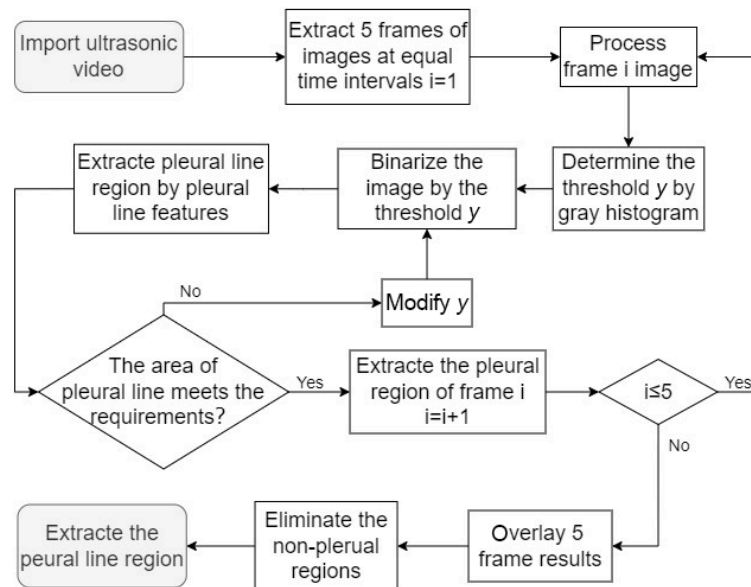 Import ultrasonic
video
Extract 5 frames of
images at equal
time intervals i=1
Process
frame i image
Extracte pleural line
region by pleural
line features
Binarize the
image by the
threshold y
Determine the
threshold y by
gray histogram
No
Modify y
The area of
pleural line meets the
requirements?
Yes
Extracte the pleural
region of frame i
i=i+1
i≤5
Yes
No
Extracte the
peural line region
Eliminate the
non-plerual
regions
Overlay 5
frame results